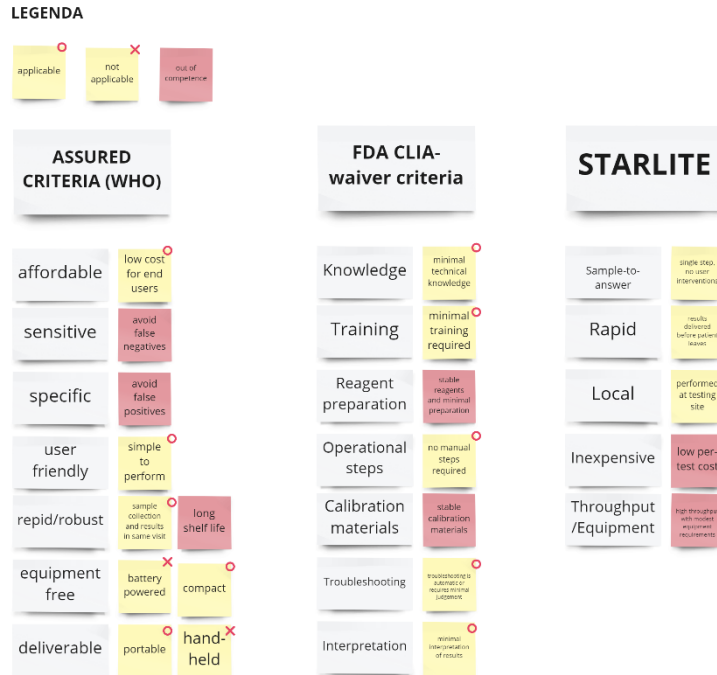 LEGENDA
applicable
not
applicable
out of
competence
ASSURED
CRITERIA (WHO)
affordable
low cost
for end
users
sensitive
avoid
false
negatives
specific
avoid
false
positives
user
friendly
simple
to
perform
repid/robust
sample
collection
and results
in same visit
long
shelf life
equipment
free
battery
powered
compact
deliverable
portable
hand-
held
FDA CLIA-
waiver criteria
Knowledge
minimal
technical
knowledge
Training
minimal
training
required
Reagent
preparation
stable
reagents
and minimal
preparation
Operational
steps
no manual
steps
required
Calibration
materials
stable
calibration
materials
Troubleshooting
troubleshooting is
automatic or
requires minimal
judgement
Interpretation
minimal
interpretation
of results
STARLITE
Sample-to-
answer
single step,
no user
interventions
Rapid
results
delivered
before patient
leaves
Local
performed
at testing
site
Inexpensive
low per-
test cost
Throughput
/Equipment
high throughput
with modest
equipment
requirements